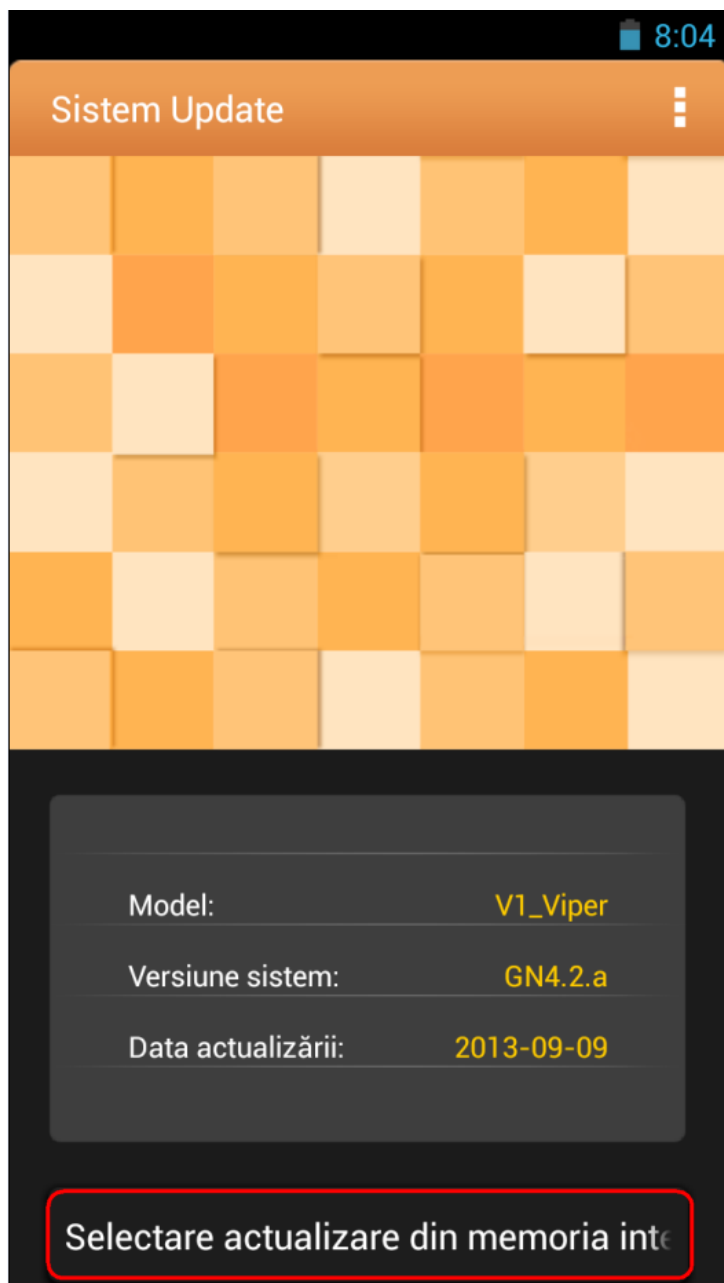 8:04
Sistem Update
Model: V1_Viper
Versiune sistem: GN4.2.a
Data actualizării: 2013-09-09
Selectare actualizare din memoria